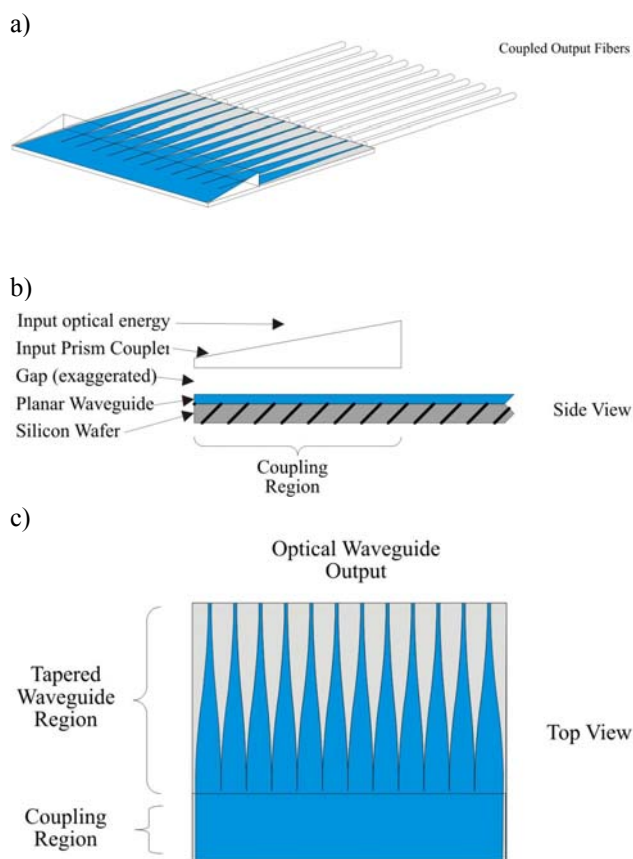 a)
Coupled Output Fibers
b)
Input optical energy
Input Prism Coupler
Gap (exaggerated)
Planar Waveguide
Silicon Wafer
Side View
Coupling
Region
c)
Optical Waveguide
Output
Tapered
Waveguide
Region
Top View
Coupling
Region